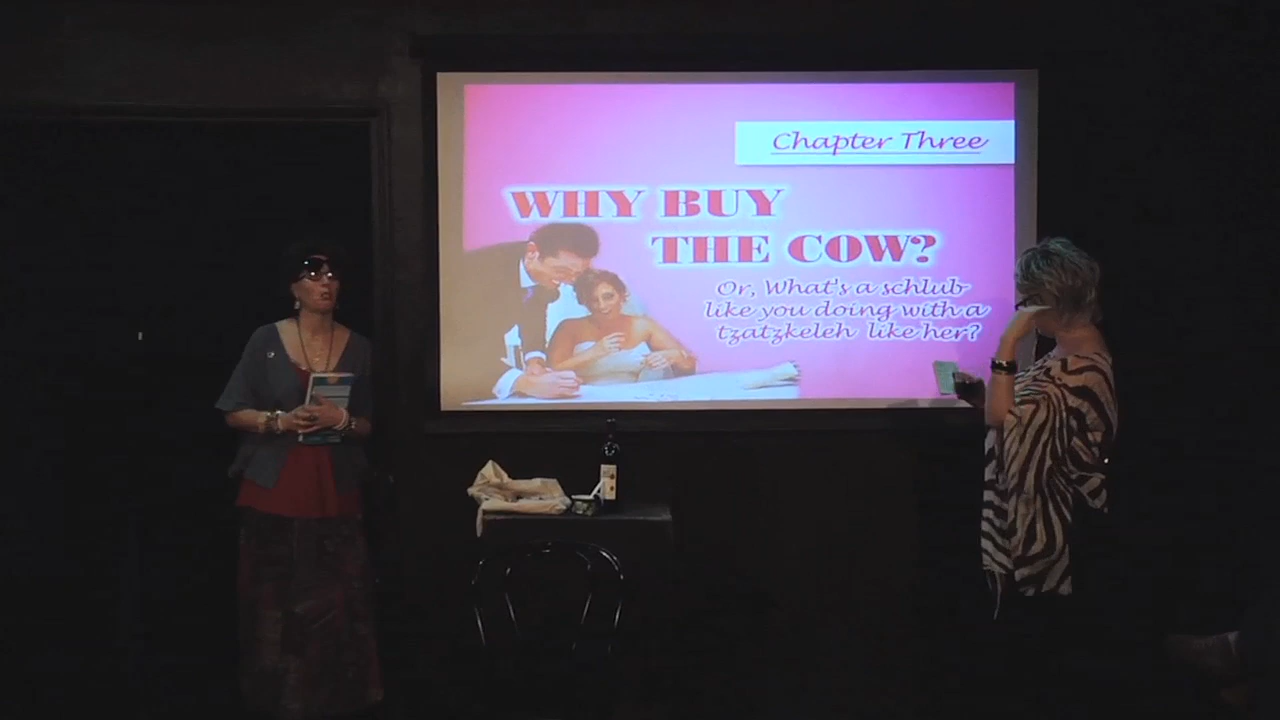 Chapter Three
WHY BUY
THE COW?
Or, What's a schlub
like you doing with a
tzatzkeleh like her?